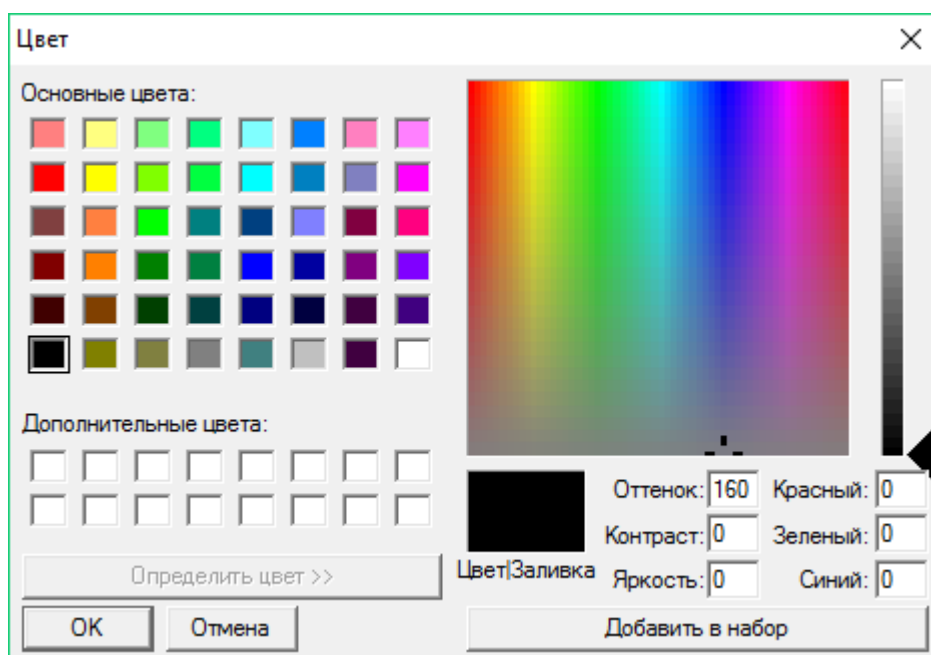 Цвет
Основные цвета:
Дополнительные цвета:
Определить цвет >>
OK
Отмена
Цвет|Заливка
Оттенок: 160
Контраст: 0
Яркость: 0
Красный: 0
Зеленый: 0
Синий: 0
Добавить в набор